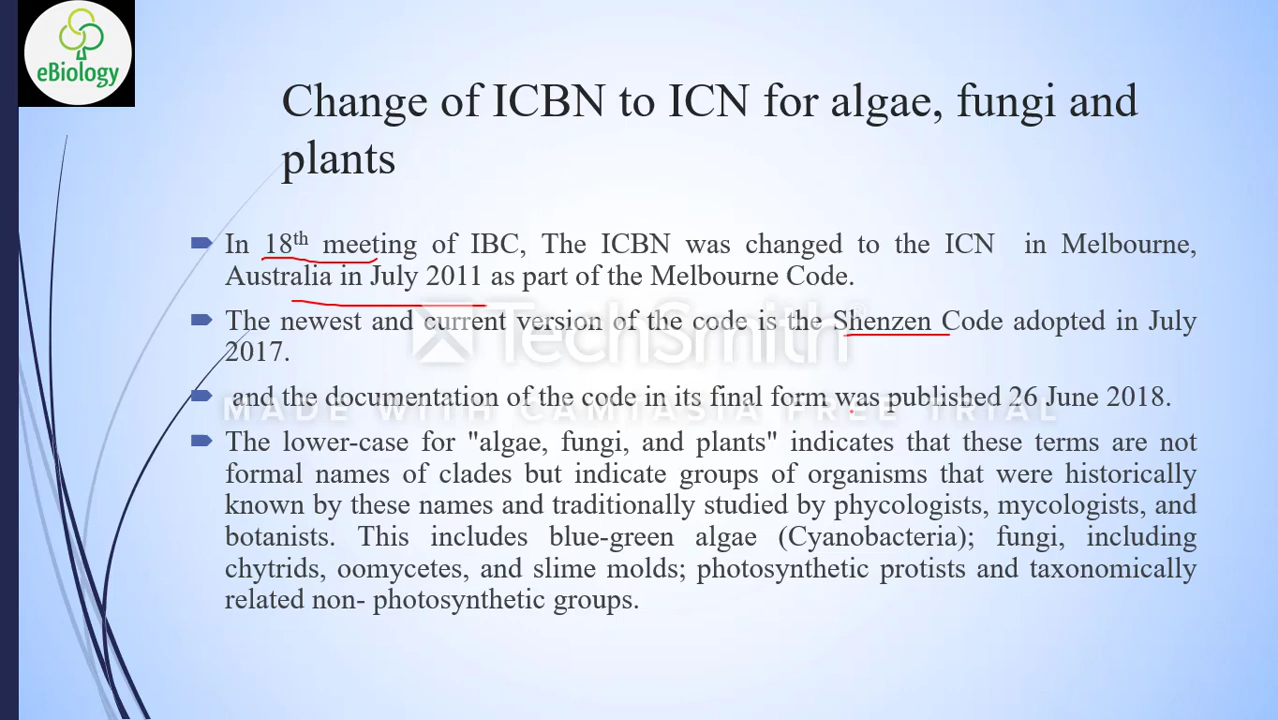 eBiology
Change of ICBN to ICN for algae, fungi and
plants
In 18th meeting of IBC, The ICBN was changed to the ICN in Melbourne,
Australia in July 2011 as part of the Melbourne Code.
The newest and current version of the code is the Shenzen Code adopted in July
2017.
TechSmith
and the documentation of the code in its final form was published 26 June 2018.
MADE WITH CAMTASIA FREE TRIAL
The lower-case for "algae, fungi, and plants" indicates that these terms are not
formal names of clades but indicate groups of organisms that were historically
known by these names and traditionally studied by phycologists, mycologists, and
botanists. This includes blue-green algae (Cyanobacteria); fungi, including
chytrids, oomycetes, and slime molds; photosynthetic protists and taxonomically
related non- photosynthetic groups.